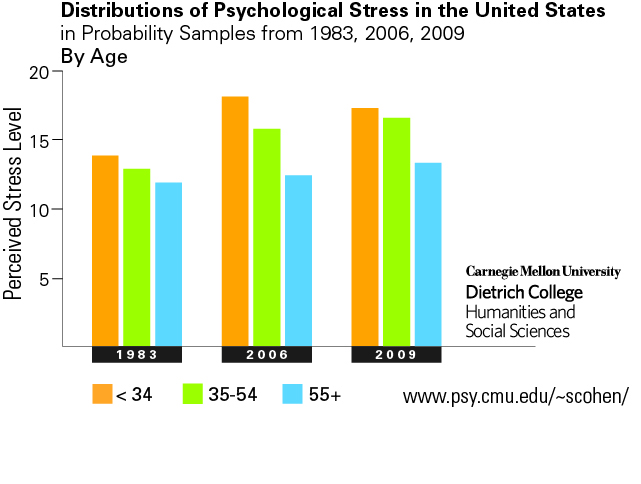 Distributions of Psychological Stress in the United States
in Probability Samples from 1983, 2006, 2009
By Age
20
15
10
5
Perceived Stress Level
1983
2006
2009
Carnegie Mellon University
Dietrich College
Humanities and
Social Sciences
< 34
35-54
55+
www.psy.cmu.edu/~scohen/